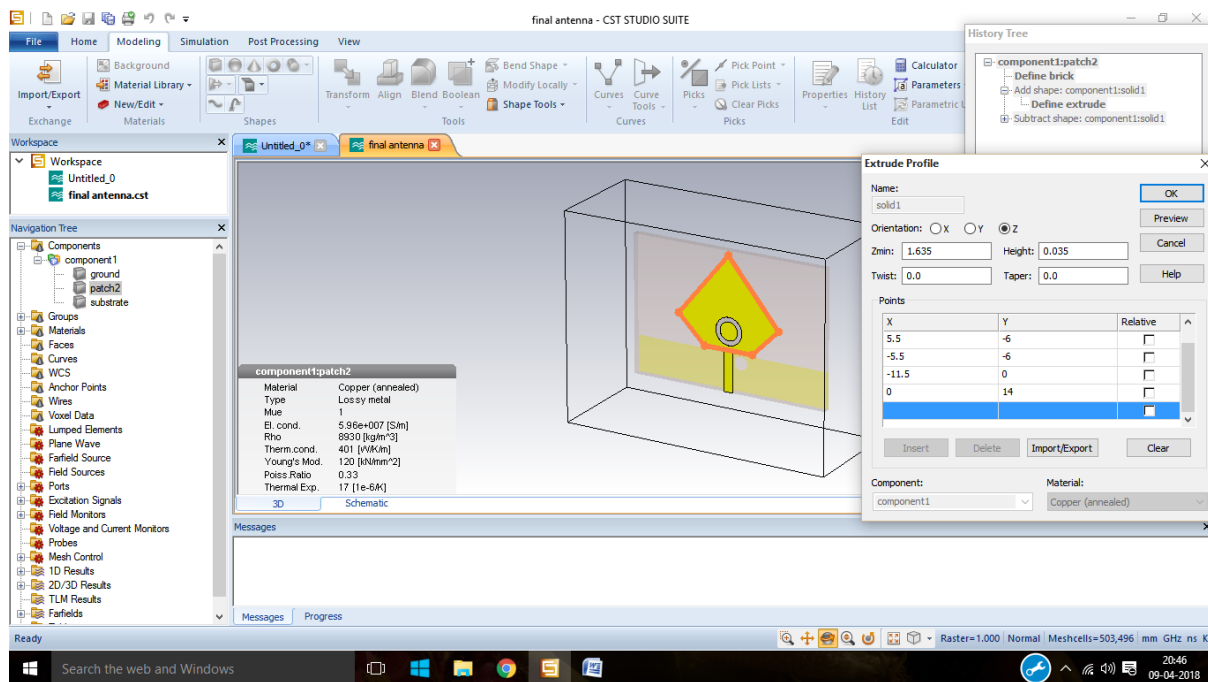 final antenna - CST STUDIO SUITE
File Home Modeling Simulation Post Processing View
Import/Export
Exchange
Background
Material Library
New/Edit
Materials
Shapes
Transform Align Blend Boolean
Bend Shape
Modify Locally
Shape Tools
Tools
Curves Curve Tools
Curves
Picks
Pick Point
Pick Lists
Clear Picks
Picks
Properties History List
Calculator
Parameters
Parametric
Edit
History Tree
component1:patch2
Define brick
Add shape: component1:solid1
Define extrude
Subtract shape: component1:solid1
Workspace
Workspace
Untitled_0
final antenna.cst
Untitled_0*
final antenna
Navigation Tree
Components
component1
ground
patch2
substrate
Groups
Materials
Faces
Curves
WCS
Anchor Points
Wires
Voxel Data
Lumped Elements
Plane Wave
Farfield Source
Field Sources
Ports
Excitation Signals
Field Monitors
Voltage and Current Monitors
Probes
Mesh Control
1D Results
2D/3D Results
TLM Results
Farfields
component1:patch2
Material Copper (annealed)
Type Lossy metal
Mue 1
El. cond. 5.96e+007 [S/m]
Rho 8930 [kg/m^3]
Therm.cond. 401 [W/K/m]
Young's Mod. 120 [kN/mm^2]
Poiss.Ratio 0.33
Thermal Exp. 17 [1e-6/K]
3D Schematic
Extrude Profile
Name:
solid1
OK
Preview
Cancel
Help
Orientation: X Y Z
Zmin: 1.635 Height: 0.035
Twist: 0.0 Taper: 0.0
Points
X Y Relative
5.5 -6
-5.5 -6
-11.5 0
0 14
Insert Delete Import/Export Clear
Component: Material:
component1 Copper (annealed)
Messages
Messages Progress
Ready
Raster=1.000 Normal Meshcells=503,496 mm GHz ns K
Search the web and Windows
20:46
09-04-2018